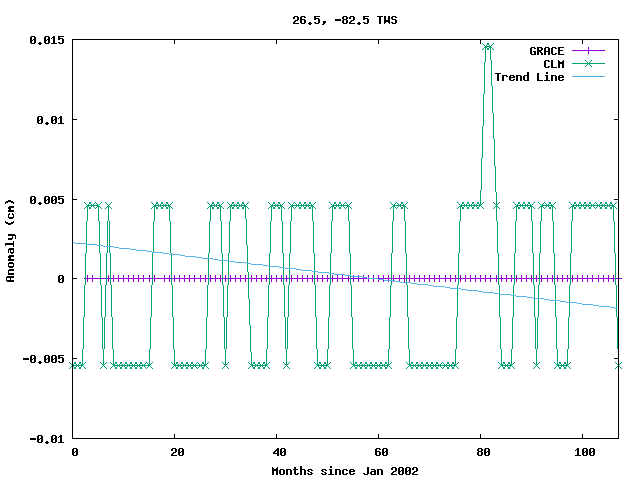 26.5, -82.5 TWS
0.015
0.01
0.005
0
-0.005
-0.01
Anomaly (cm)
GRACE
CLM
Trend Line
0 20 40 60 80 100
Months since Jan 2002